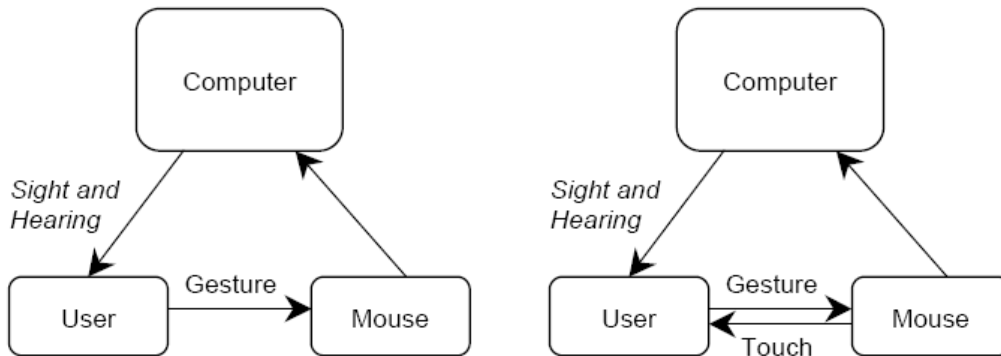 Computer
Sight and
Hearing
Gesture
User
Mouse
Computer
Sight and
Hearing
Gesture
User
Mouse
Touch